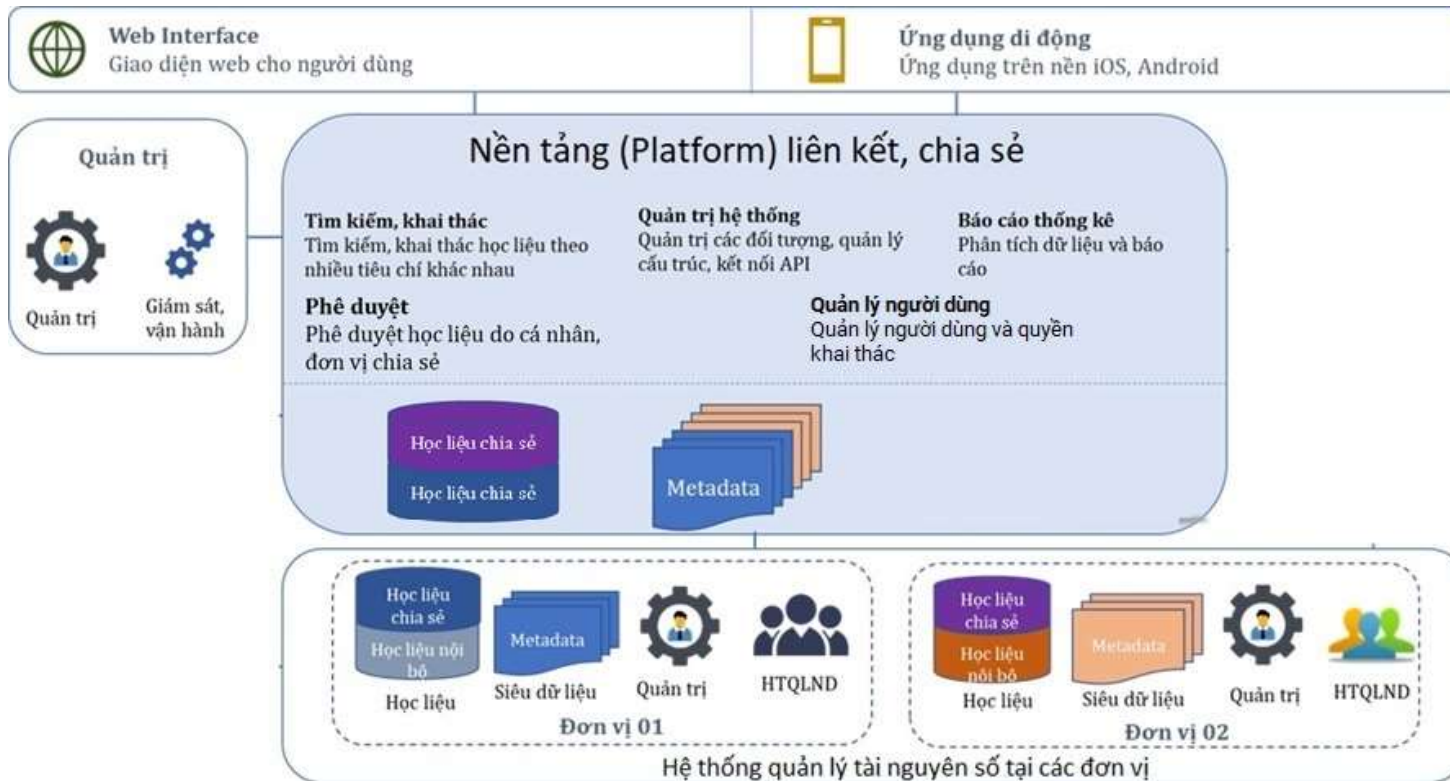 Web Interface
Giao diện web cho người dùng
Ứng dụng di động
Ứng dụng trên nền iOS, Android
Quản trị
Quản trị
Giám sát,
vận hành
Nền tảng (Platform) liên kết, chia sẻ
Tìm kiếm, khai thác
Tìm kiếm, khai thác học liệu theo
nhiều tiêu chí khác nhau
Quản trị hệ thống
Quản trị các đối tượng, quản lý
cấu trúc, kết nối API
Báo cáo thống kê
Phân tích dữ liệu và báo
cáo
Phê duyệt
Phê duyệt học liệu do cá nhân,
đơn vị chia sẻ
Quản lý người dùng
Quản lý người dùng và quyền
khai thác
Học liệu chia sẻ
Học liệu chia sẻ
Metadata
Học liệu
chia sẻ
Học liệu nội
bộ
Học liệu
Metadata
Siêu dữ liệu
Quản trị
HTQLND
Đơn vị 01
Học liệu
chia sẻ
Học liệu
nội bộ
Học liệu
Metadata
Siêu dữ liệu
Quản trị
HTQLND
Đơn vị 02
Hệ thống quản lý tài nguyên số tại các đơn vị